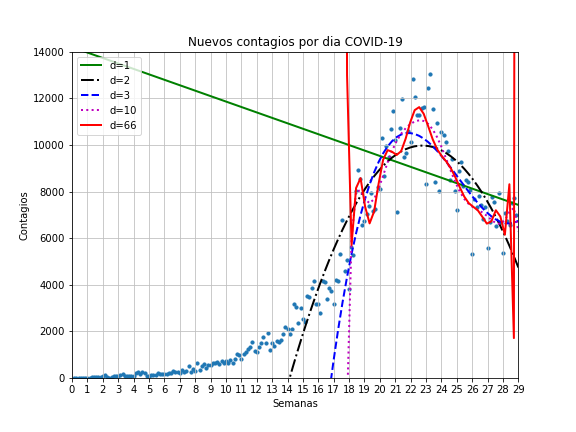 Nuevos contagios por dia COVID-19
14000
12000
10000
8000
6000
4000
2000
0
Contagios
d=1
d=2
d=3
d=10
d=66
0 1 2 3 4 5 6 7 8 9 10 11 12 13 14 15 16 17 18 19 20 21 22 23 24 25 26 27 28 29
Semanas